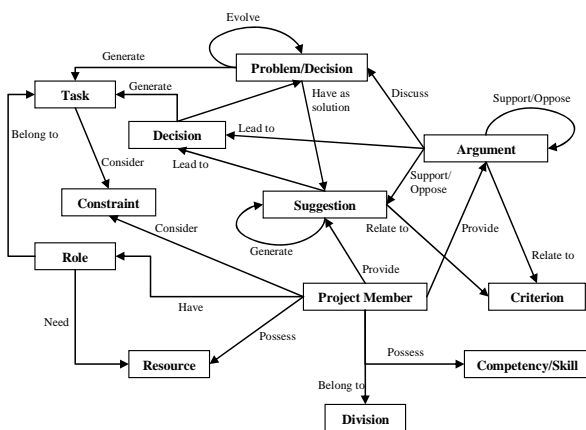 Evolve
Problem/Decision
Generate
Task
Generate
Have as
solution
Discuss
Support/Oppose
Belong to
Decision
Lead to
Argument
Consider
Lead to
Support/
Oppose
Constraint
Suggestion
Consider
Relate to
Provide
Generate
Role
Provide
Relate to
Have
Project Member
Criterion
Need
Possess
Possess
Resource
Competency/Skill
Belong to
Division